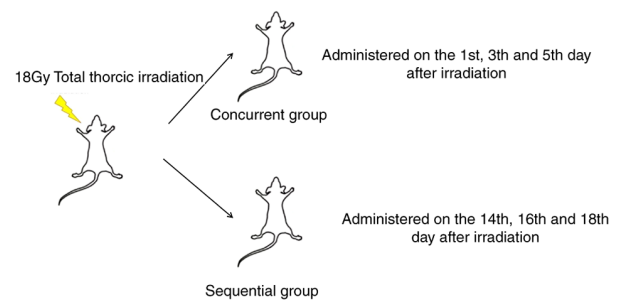 18Gy Total thorcic irradiation
Administered on the 1st, 3th and 5th day
after irradiation
Concurrent group
Administered on the 14th, 16th and 18th
day after irradiation
Sequential group